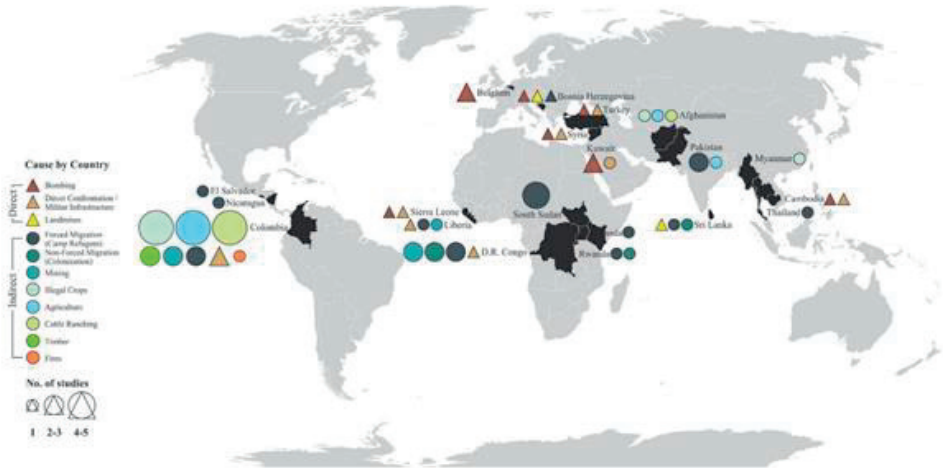 Belgium
Bosnia Herzegovina
Turkey
Afghanistan
Syria
Kuwait
Pakistan
Myanmar
Cause by Country
Direct
Bombing
Direct Confrontation /
Militar Infrastructure
Landmines
Indirect
Forced Migration
(Camp Refugees)
Non-Forced Migration
(Colonization)
Mining
Illegal Crops
Agriculture
Cattle Ranching
Timber
Fires
El Salvador
Nicaragua
Colombia
Sierra Leone
Liberia
South Sudan
Sri Lanka
Cambodia
Thailand
D.R. Congo
Rwanda
No. of studies
1 2-3 4-5